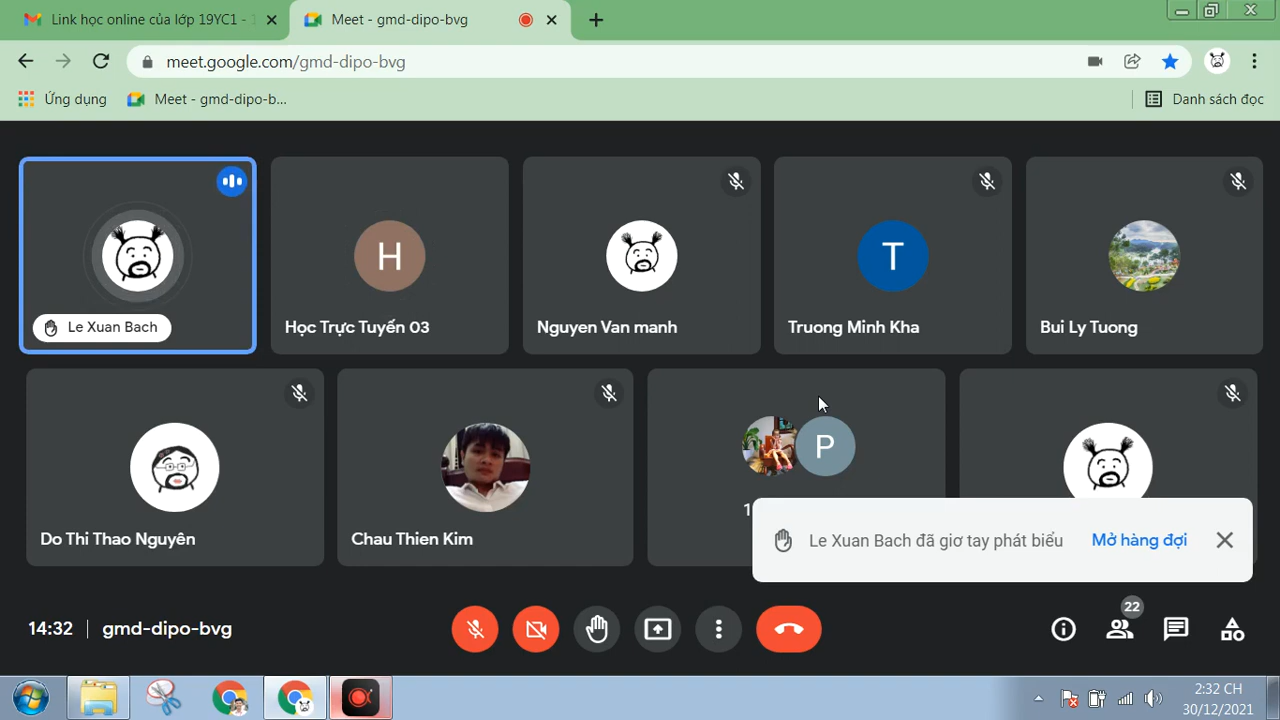 Link học online của lớp 19YC1 - 1
Meet - gmd-dipo-bvg
meet.google.com/gmd-dipo-bvg
Ứng dụng
Meet - gmd-dipo-b...
Danh sách đọc
Le Xuan Bach
H
Học Trực Tuyến 03
Nguyen Van manh
T
Truong Minh Kha
Bui Ly Tuong
Do Thi Thao Nguyên
Chau Thien Kim
P
Le Xuan Bach đã giơ tay phát biểu
Mở hàng đợi
14:32
gmd-dipo-bvg
22
2:32 CH
30/12/2021